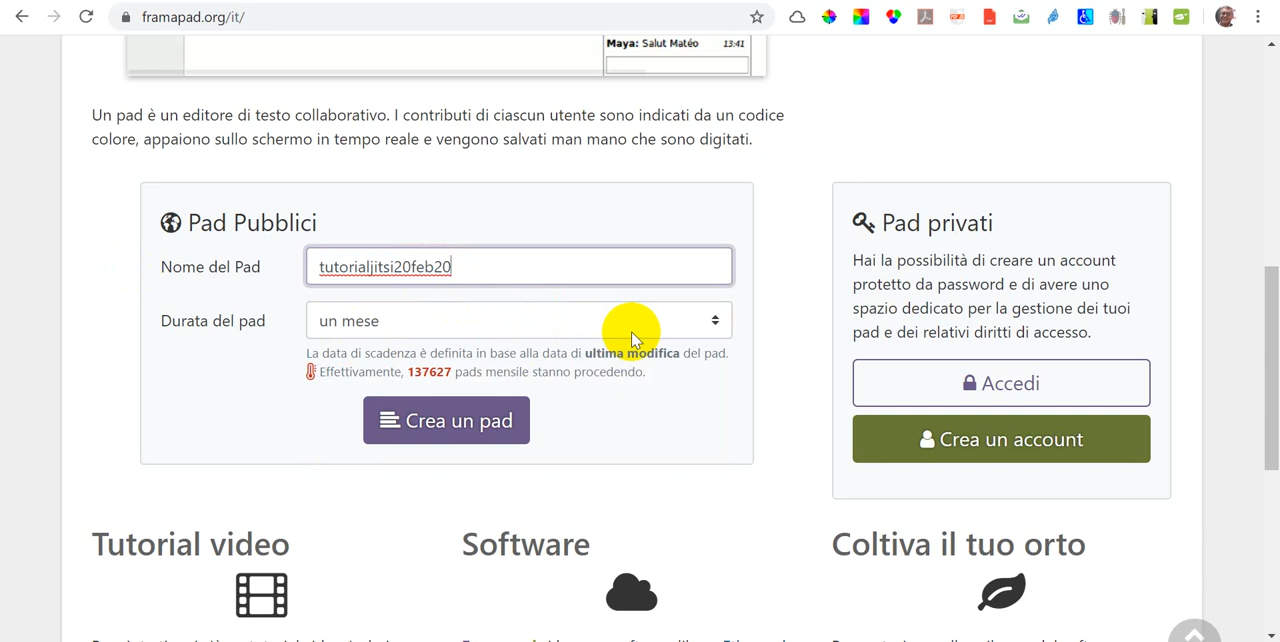 framapad.org/it/
Maya: Salut Matéo 13:41
Un pad è un editor di testo collaborativo. I contributi di ciascun utente sono indicati da un codice
colore, appaiono sullo schermo in tempo reale e vengono salvati man mano che sono digitati.
Pad Pubblici
Nome del Pad
tutorialjitsi20feb20
Durata del pad
un mese
La data di scadenza è definita in base alla data di ultima modifica del pad.
Effettivamente, 137627 pads mensile stanno procedendo.
Crea un pad
Pad privati
Hai la possibilità di creare un account
protetto da password e di avere uno
spazio dedicato per la gestione dei tuoi
pad e dei relativi diritti di accesso.
Accedi
Crea un account
Tutorial video
Software
Coltiva il tuo orto